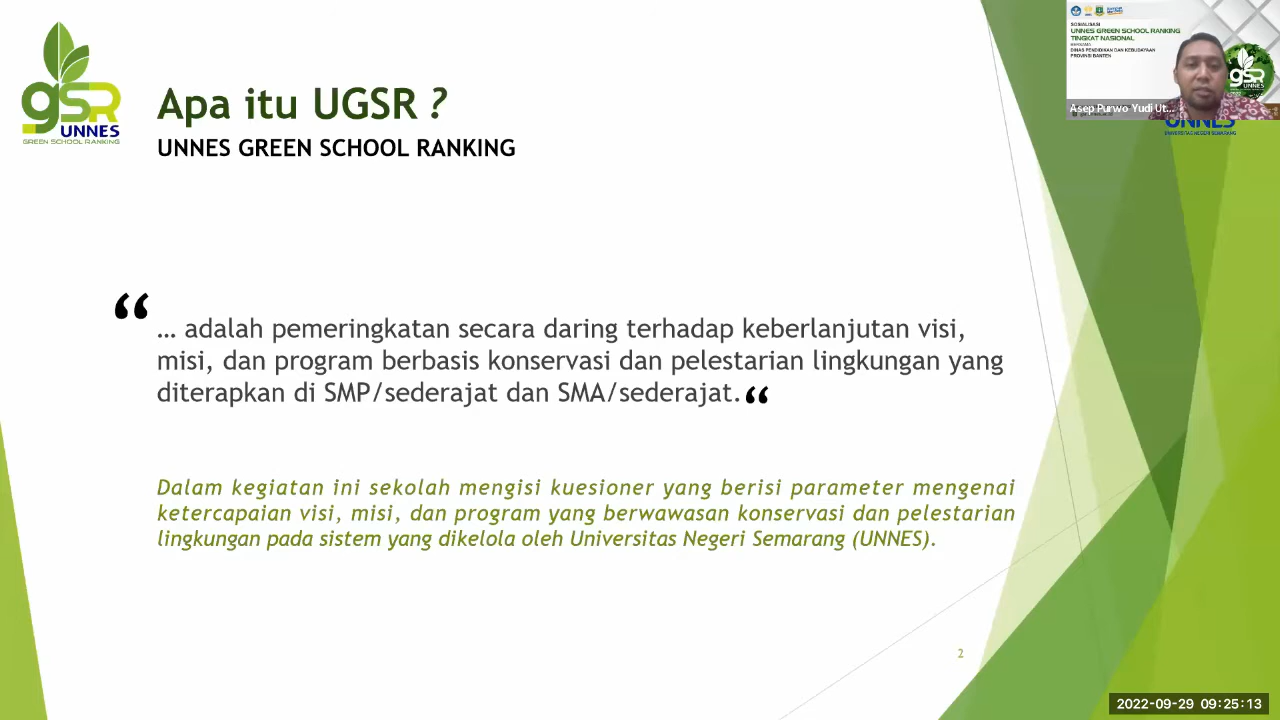 gSR
UNNES
GREEN SCHOOL RANKING
Apa itu UGSR ?
UNNES GREEN SCHOOL RANKING
“
… adalah pemeringkatan secara daring terhadap keberlanjutan visi,
misi, dan program berbasis konservasi dan pelestarian lingkungan yang
diterapkan di SMP/sederajat dan SMA/sederajat.“
Dalam kegiatan ini sekolah mengisi kuesioner yang berisi parameter mengenai
ketercapaian visi, misi, dan program yang berwawasan konservasi dan pelestarian
lingkungan pada sistem yang dikelola oleh Universitas Negeri Semarang (UNNES).
2
SOSIALISASI
UNNES GREEN SCHOOL RANKING
TINGKAT NASIONAL
BERSAMA
DINAS PENDIDIKAN DAN KEBUDAYAAN
PROVINSI BANTEN
Asep Purwo Yudi Ut...
UNNES
UNIVERSITAS NEGERI SEMARANG
2022-09-29 09:25:13